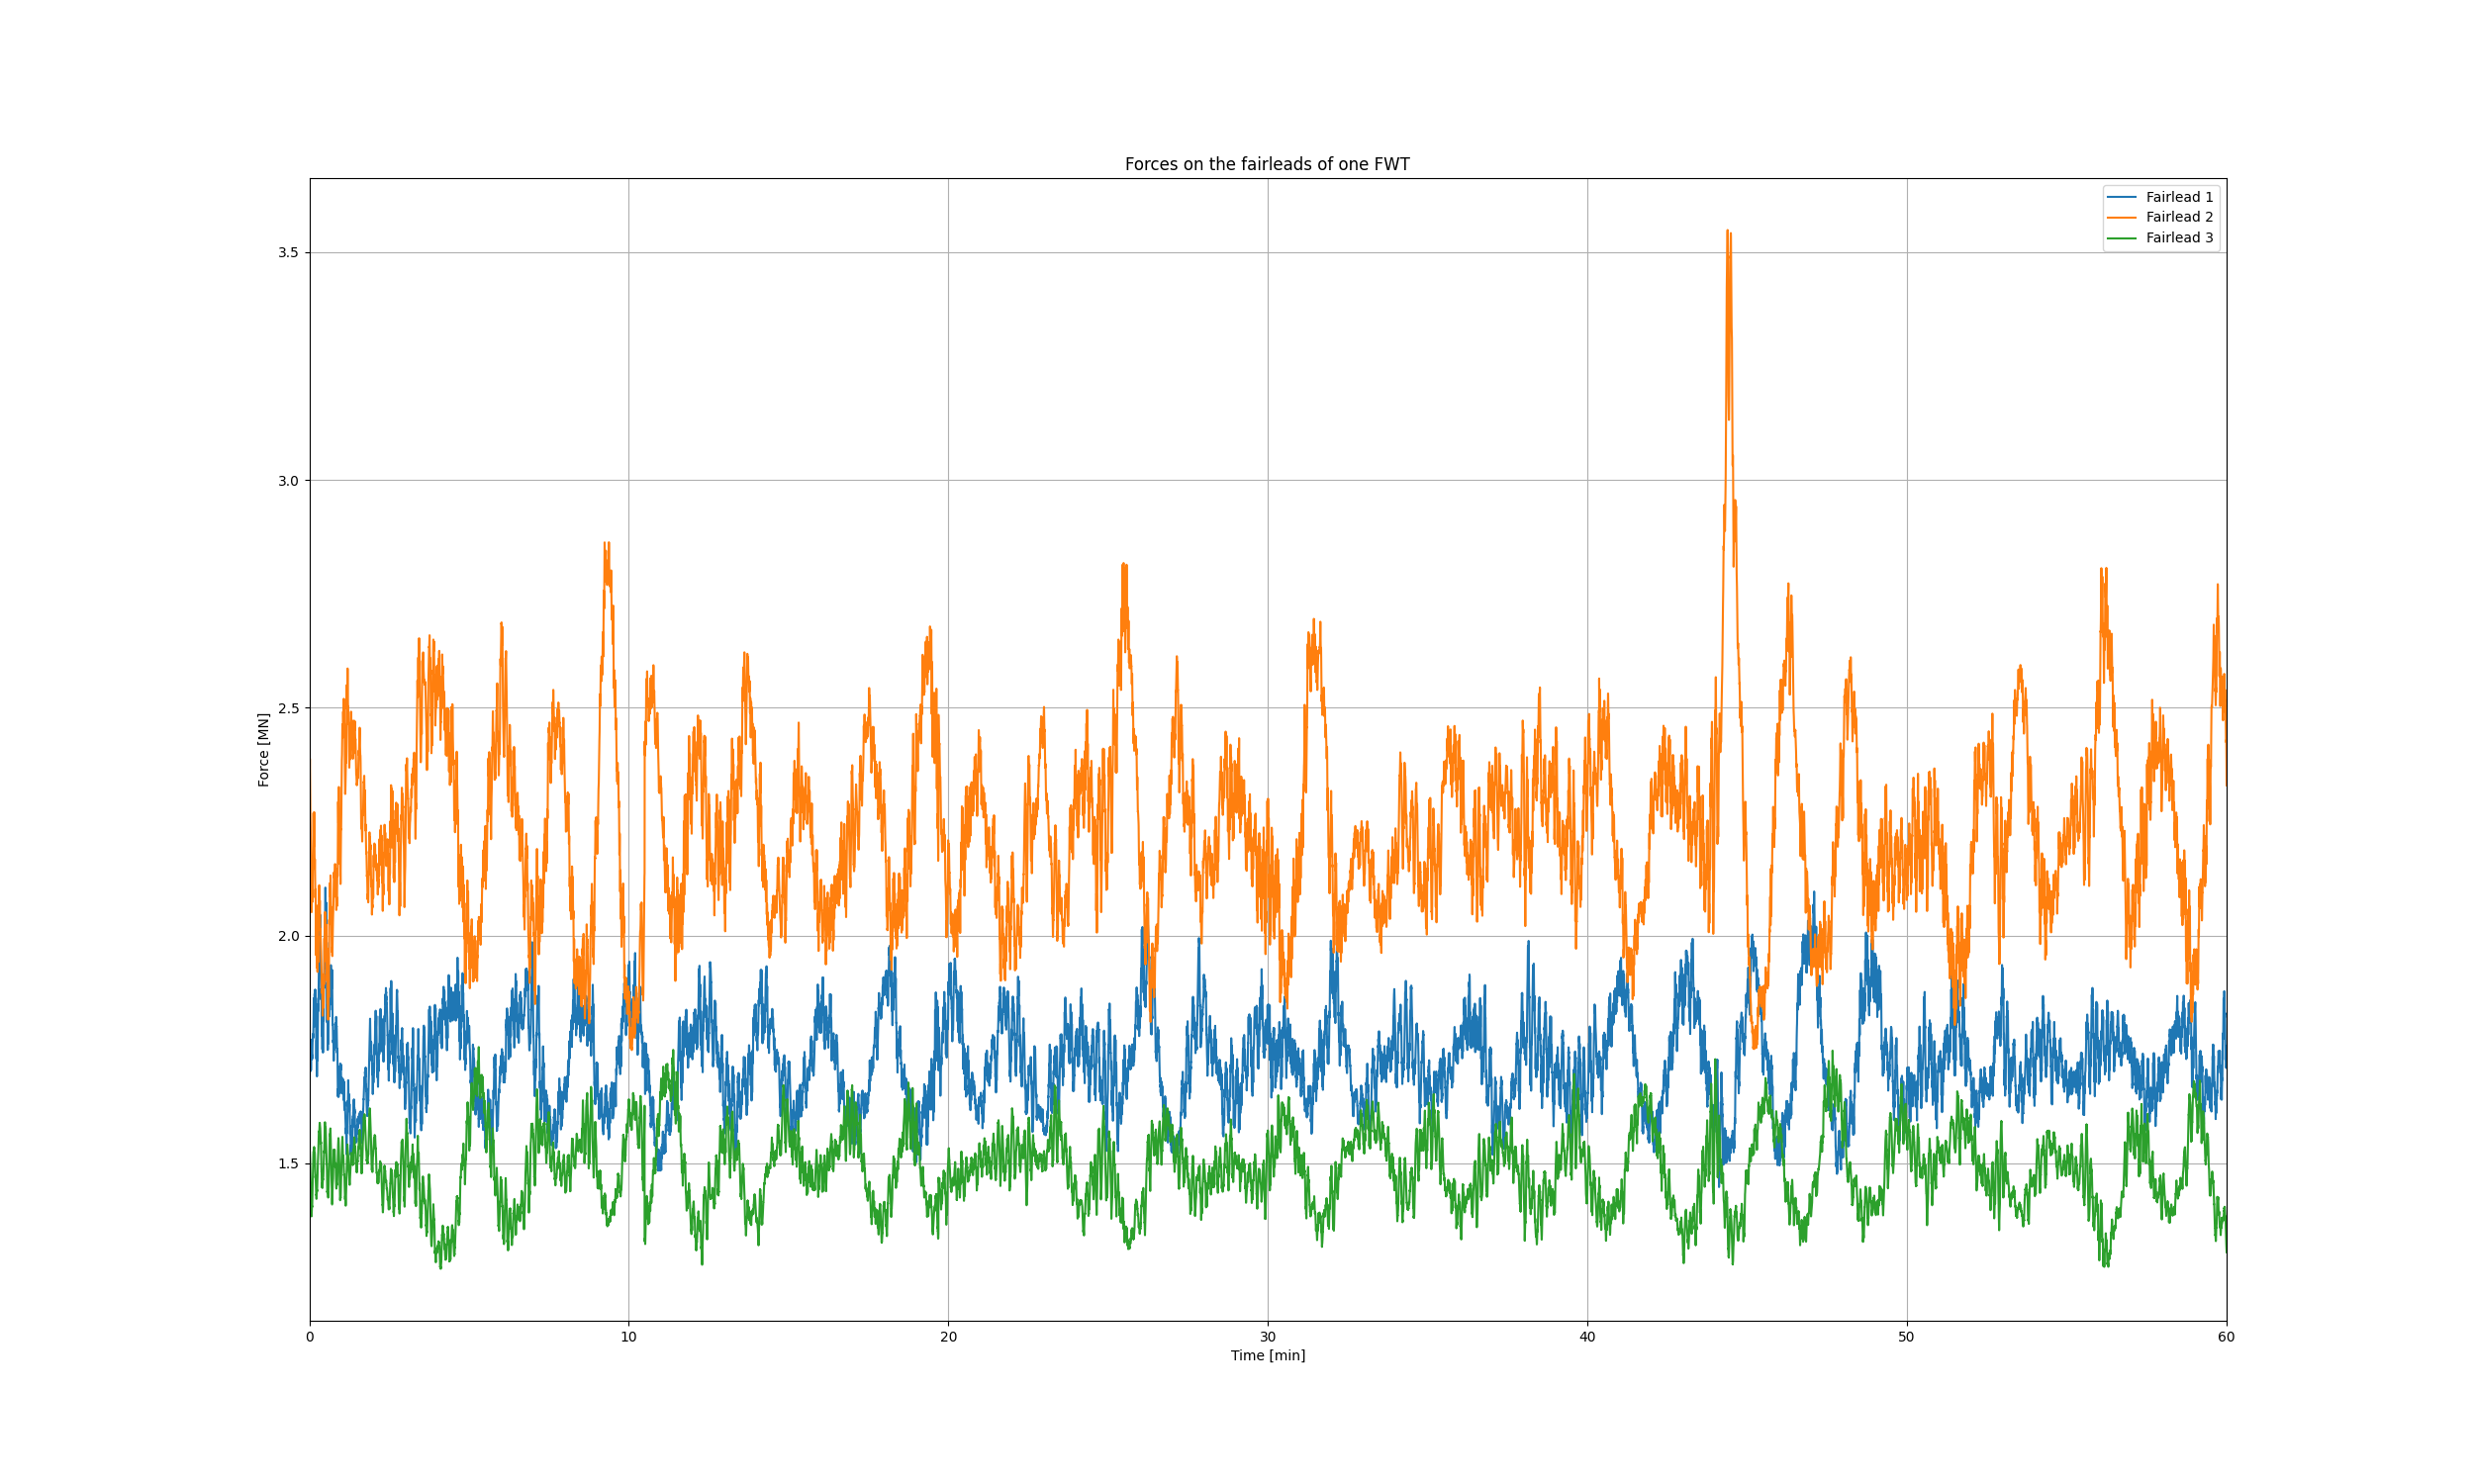 Forces on the fairleads of one FWT
Fairlead 1
Fairlead 2
Fairlead 3
3.5
3.0
2.5
2.0
1.5
Force [MN]
0 10 20 30 40 50 60
Time [min]